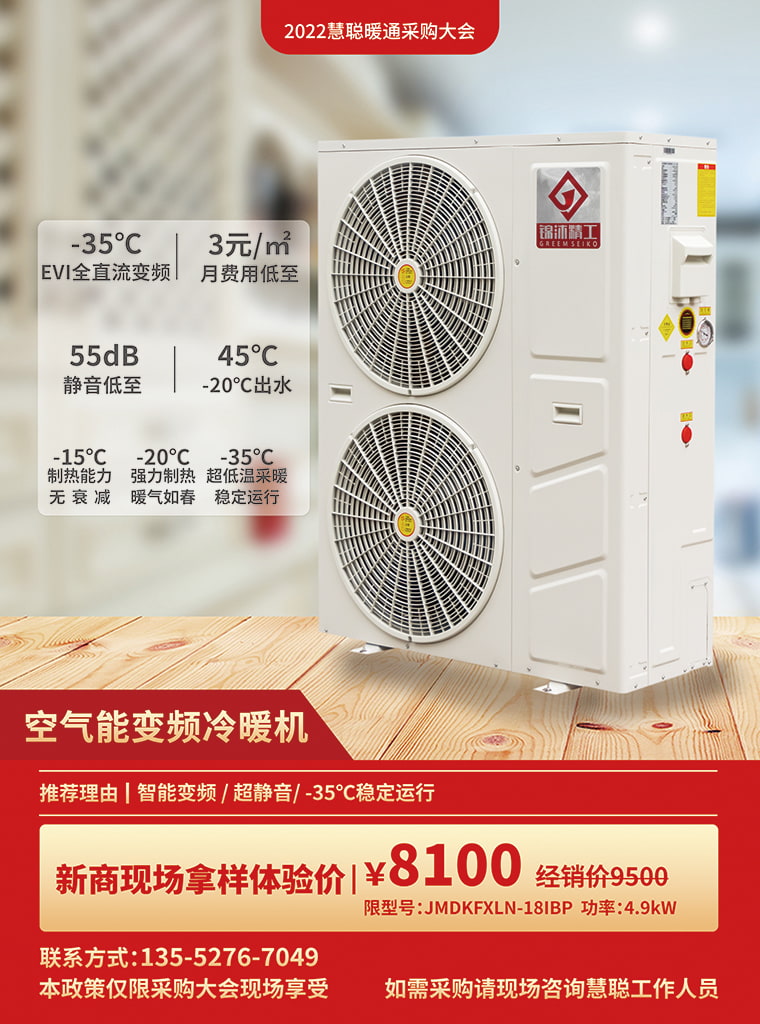 2022慧聪暖通采购大会
锦沐精工
GREEMSEIKO
-35℃
EVI全直流变频
3元/㎡
月费用低至
55dB
静音低至
45℃
-20℃出水
-15℃
制热能力
无衰减
-20℃
强力制热
暖气如春
-35℃
超低温采暖
稳定运行
空气能变频冷暖机
推荐理由|智能变频/超静音/-35℃稳定运行
新商现场拿样体验价|¥8100 经销价9500
限型号:JMDKFXLN-18IBP 功率:4.9kW
联系方式:135-5276-7049
本政策仅限采购大会现场享受 如需采购请现场咨询慧聪工作人员